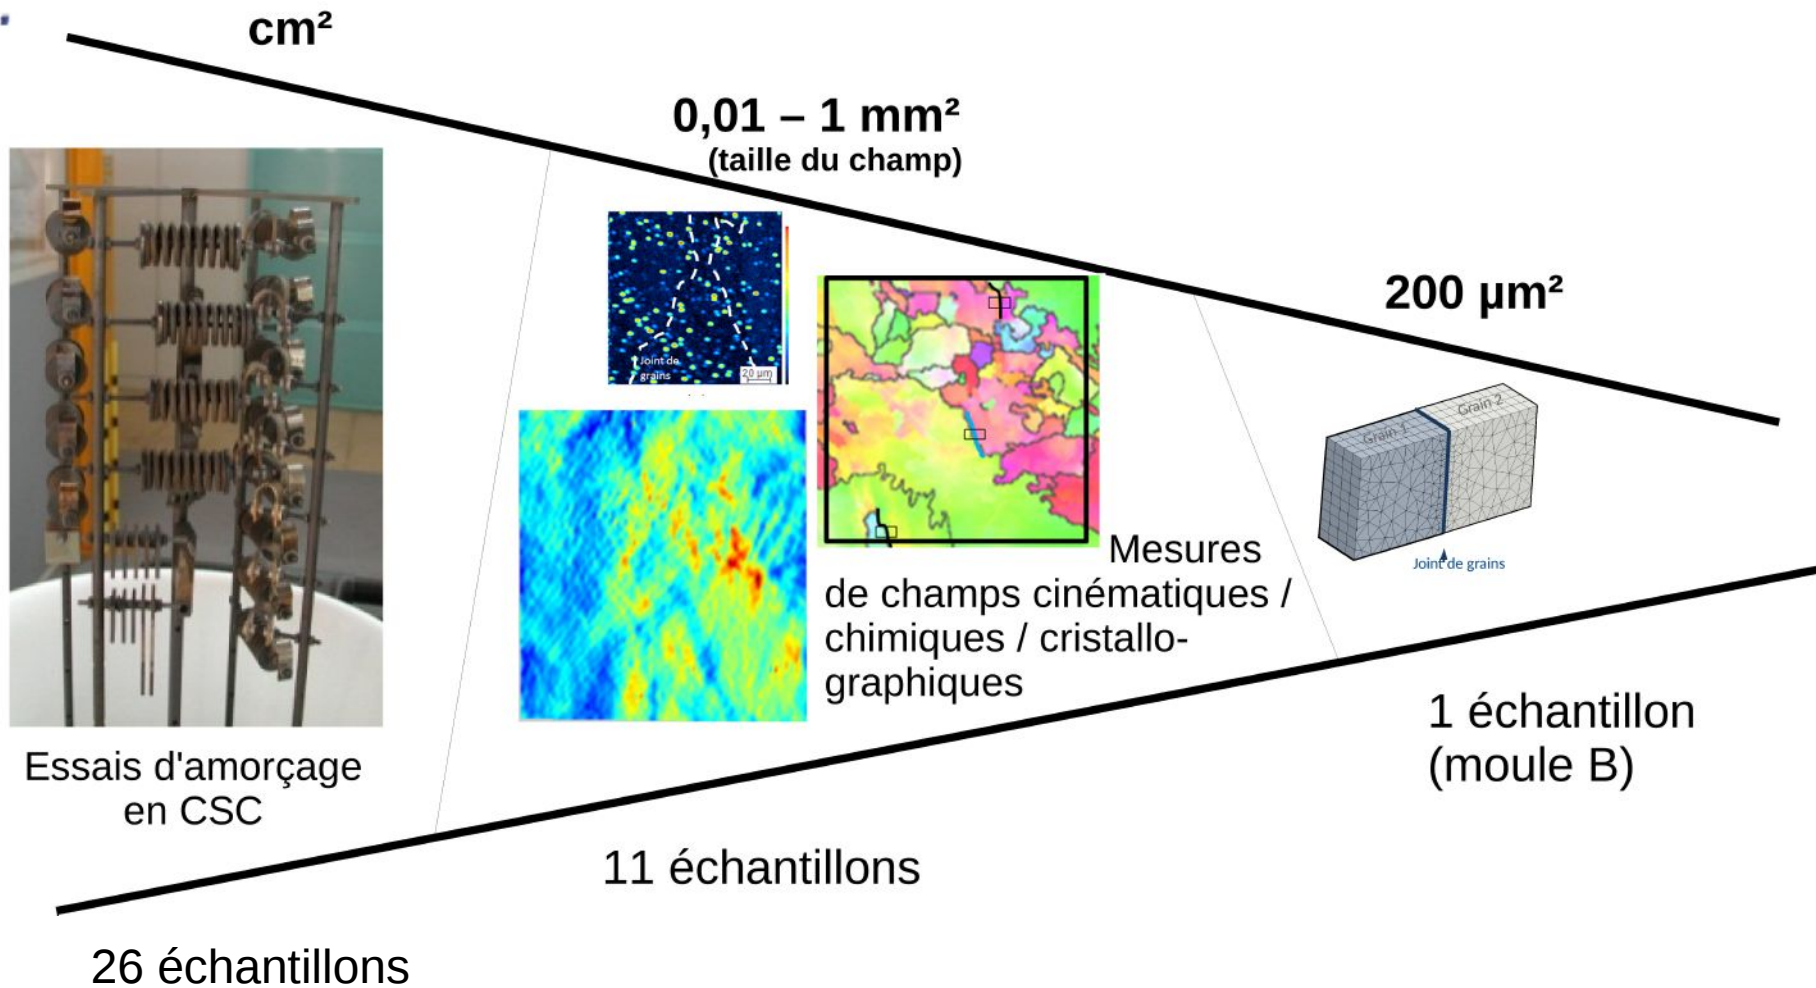 cm²
0,01 – 1 mm²
(taille du champ)
200 µm²
Joint de
grains
20 µm
Grain 1
Grain 2
Joint de grains
Mesures
de champs cinématiques /
chimiques / cristallo-
graphiques
Essais d'amorçage
en CSC
1 échantillon
(moule B)
11 échantillons
26 échantillons